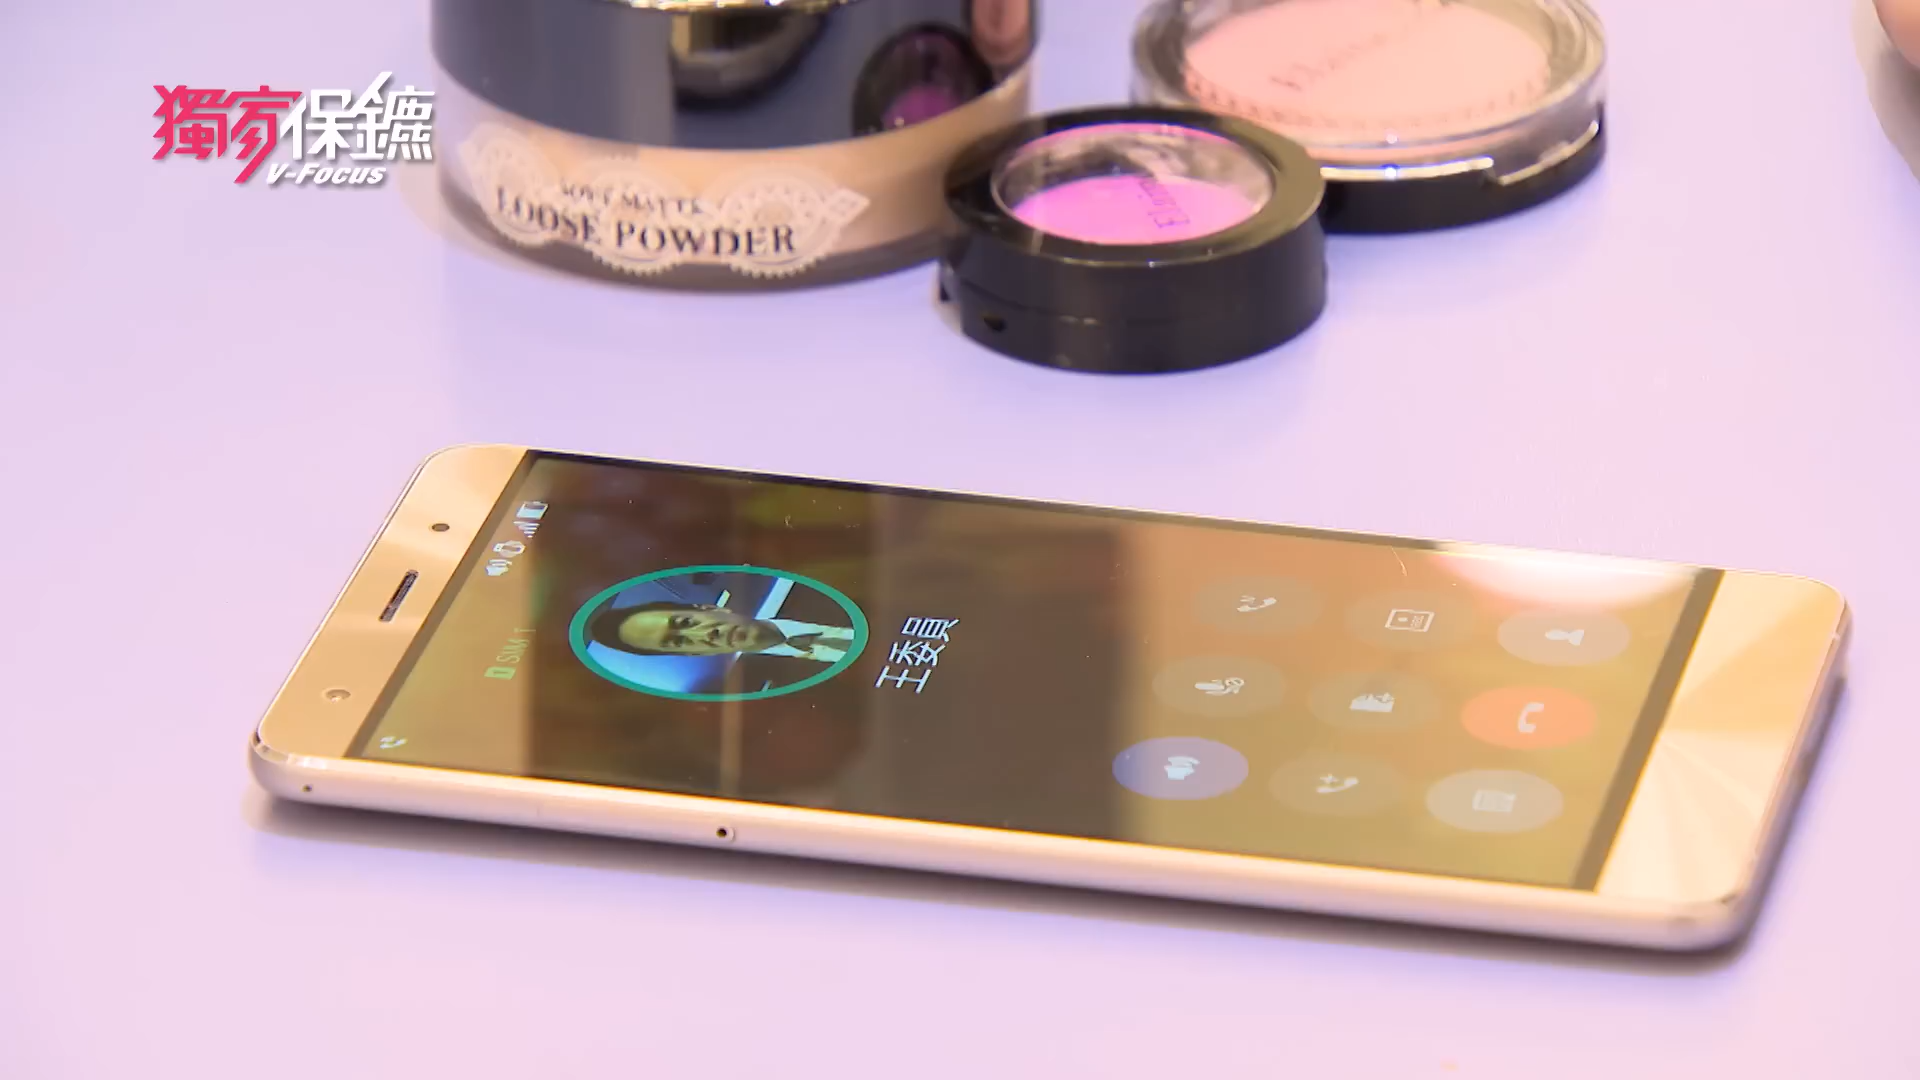 獨家保鑣
V-Focus
SOFT MATTE
LOOSE POWDER
SIM 1
王委員